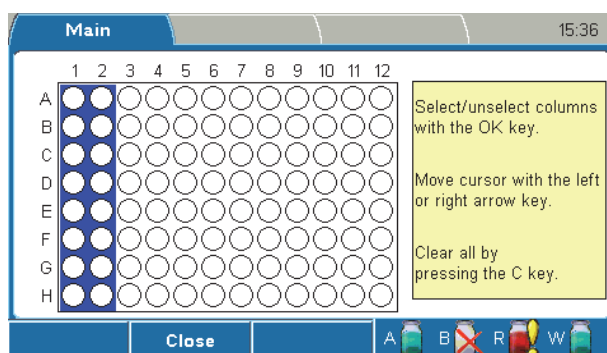 Main
15:36
1 2 3 4 5 6 7 8 9 10 11 12
A
B
C
D
E
F
G
H
Select/unselect columns
with the OK key.
Move cursor with the left
or right arrow key.
Clear all by
pressing the C key.
Close
A B R W